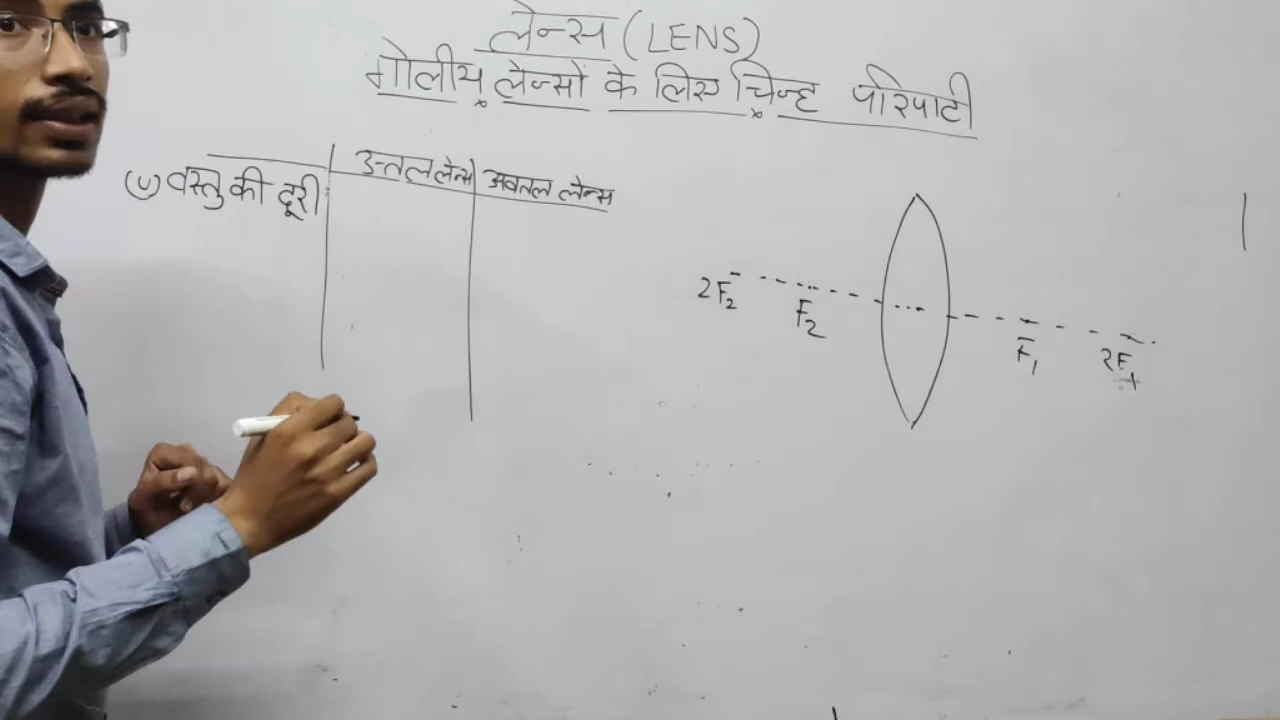 लेन्स (LENS)
गोलीय लेन्सों के लिए चिन्ह परिपाटी
उत्तल लेन्स अवतल लेन्स
(u) वस्तु की दूरी
2F₂ F₂ F₁ 2F₁